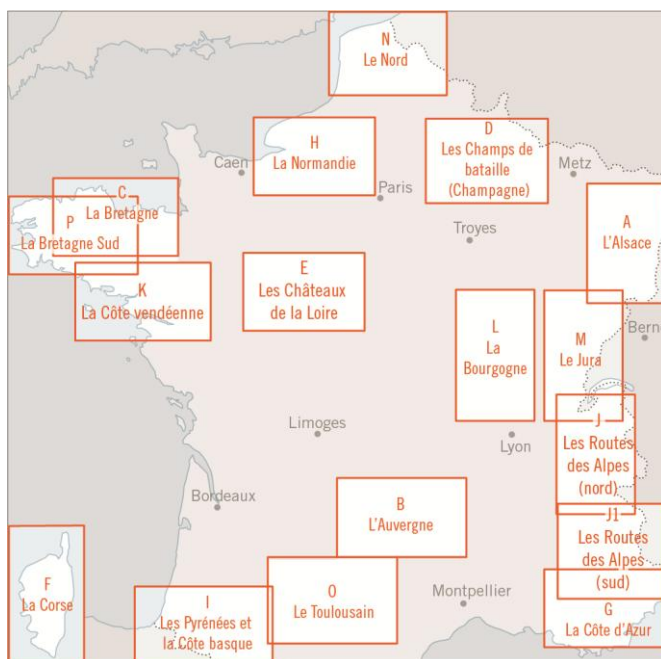 N
Le Nord
H
La Normandie
D
Les Champs de
bataille
(Champagne)
Caen
Metz
Paris
C
La Bretagne
P
La Bretagne Sud
A
L'Alsace
Troyes
E
Les Châteaux
de la Loire
K
La Côte vendéenne
L
La
Bourgogne
M
Le Jura
Berne
Limoges
Lyon
J
Les Routes
des Alpes
(nord)
Bordeaux
B
L'Auvergne
J1
Les Routes
des Alpes
(sud)
F
La Corse
I
Les Pyrénées et
la Côte basque
O
Le Toulousain
Montpellier
G
La Côte d'Azur